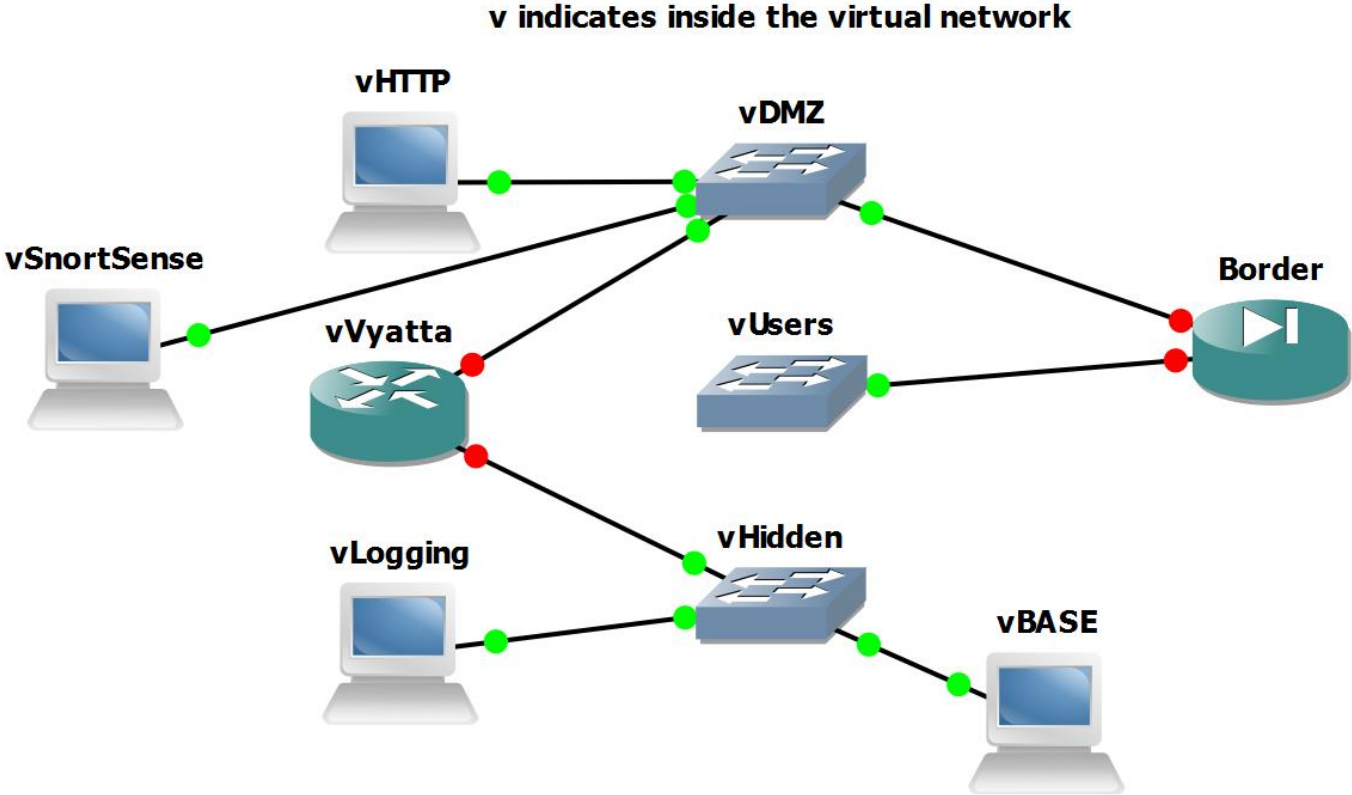 v indicates inside the virtual network
vHTTP
vDMZ
vSnortSense
Border
vVyatta
vUsers
vLogging
vHidden
vBASE